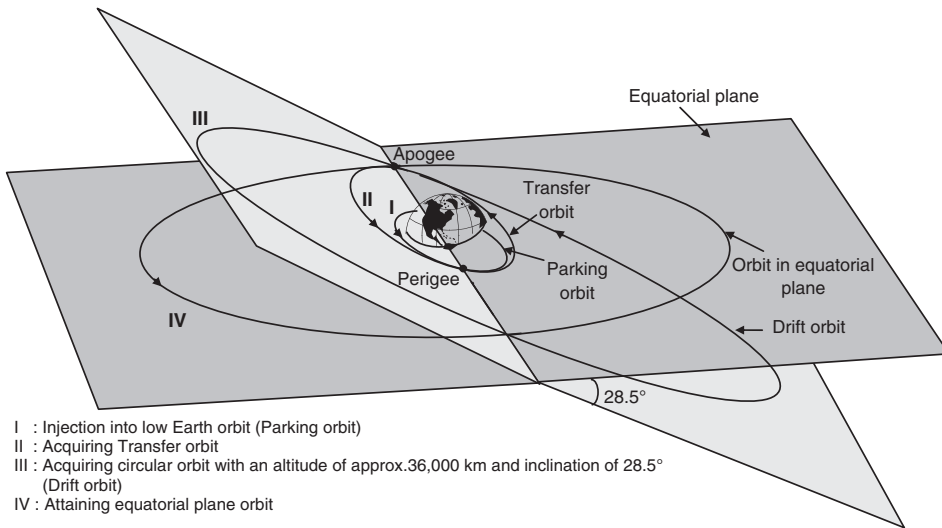 Equatorial plane
III
Apogee
II
I
Transfer
orbit
Perigee
Parking
orbit
Orbit in equatorial
plane
IV
Drift orbit
28.5°
I : Injection into low Earth orbit (Parking orbit)
II : Acquiring Transfer orbit
III : Acquiring circular orbit with an altitude of approx.36,000 km and inclination of 28.5°
(Drift orbit)
IV : Attaining equatorial plane orbit